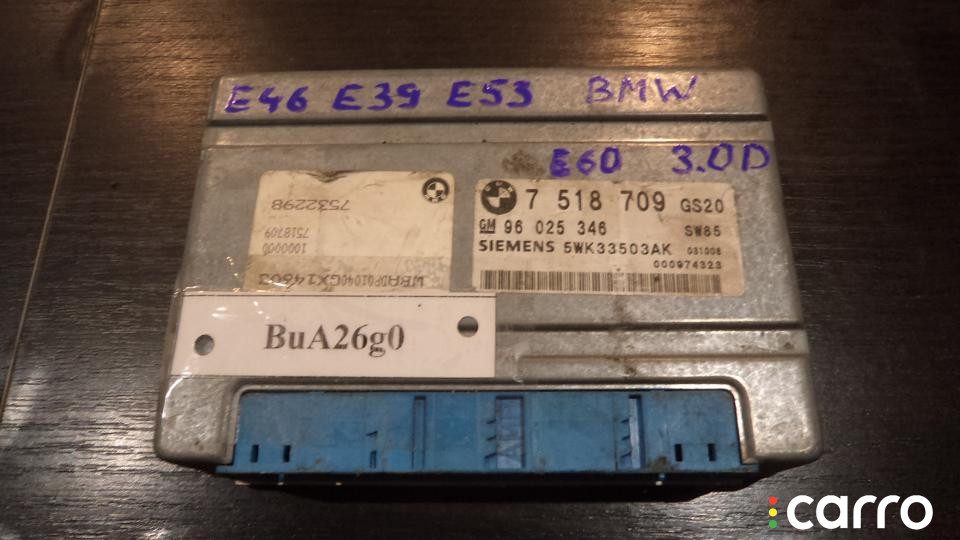 E46 E39 E53 BMW
E60 3.0D
7 518 709 GS20
GM 96 025 346 SW85
SIEMENS 5WK33503AK 031006
000974323
7532298
7518709
1000000
BuA26g0
carro